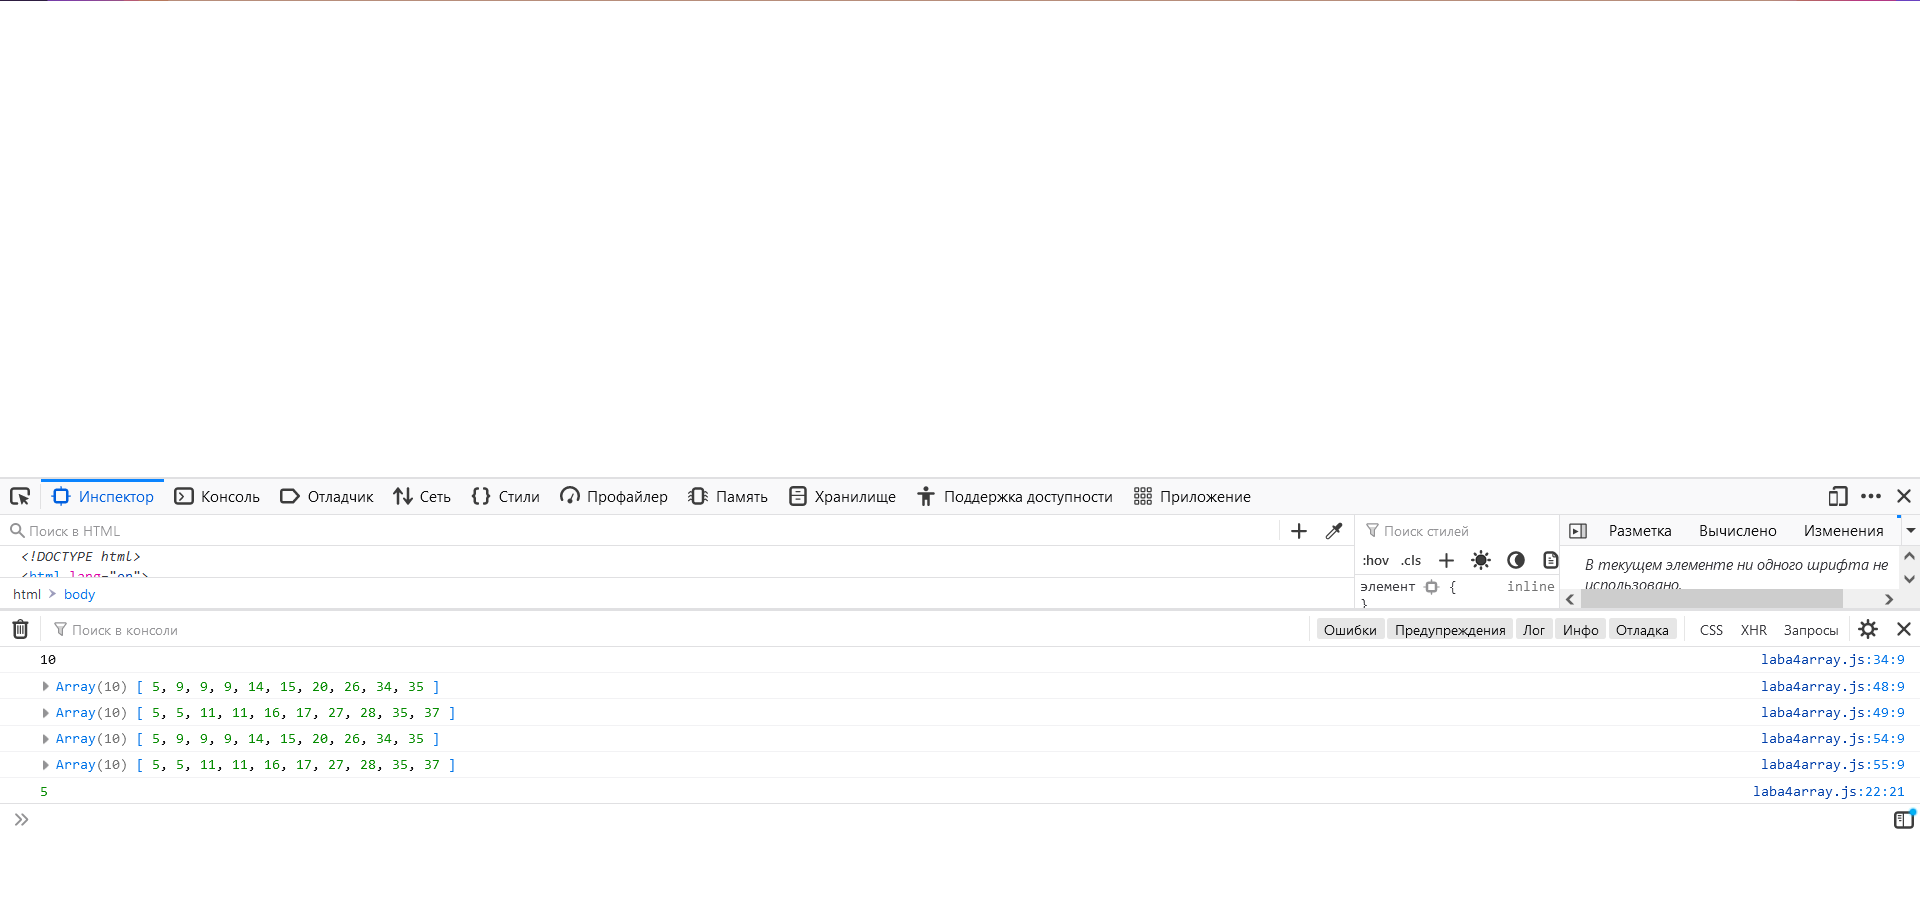 Инспектор Консоль Отладчик Сеть Стили Профайлер Память Хранилище Поддержка доступности Приложение
Поиск в HTML
Поиск стилей
Разметка Вычислено Изменения
<!DOCTYPE html>
<html lang="en">
:hov .cls
элемент { inline
}
В текущем элементе ни одного шрифта не
использовано.
html > body
Поиск в консоли
Ошибки Предупреждения Лог Инфо Отладка CSS XHR Запросы
10 laba4array.js:34:9
Array(10) [ 5, 9, 9, 9, 14, 15, 20, 26, 34, 35 ] laba4array.js:48:9
Array(10) [ 5, 5, 11, 11, 16, 17, 27, 28, 35, 37 ] laba4array.js:49:9
Array(10) [ 5, 9, 9, 9, 14, 15, 20, 26, 34, 35 ] laba4array.js:54:9
Array(10) [ 5, 5, 11, 11, 16, 17, 27, 28, 35, 37 ] laba4array.js:55:9
5 laba4array.js:22:21